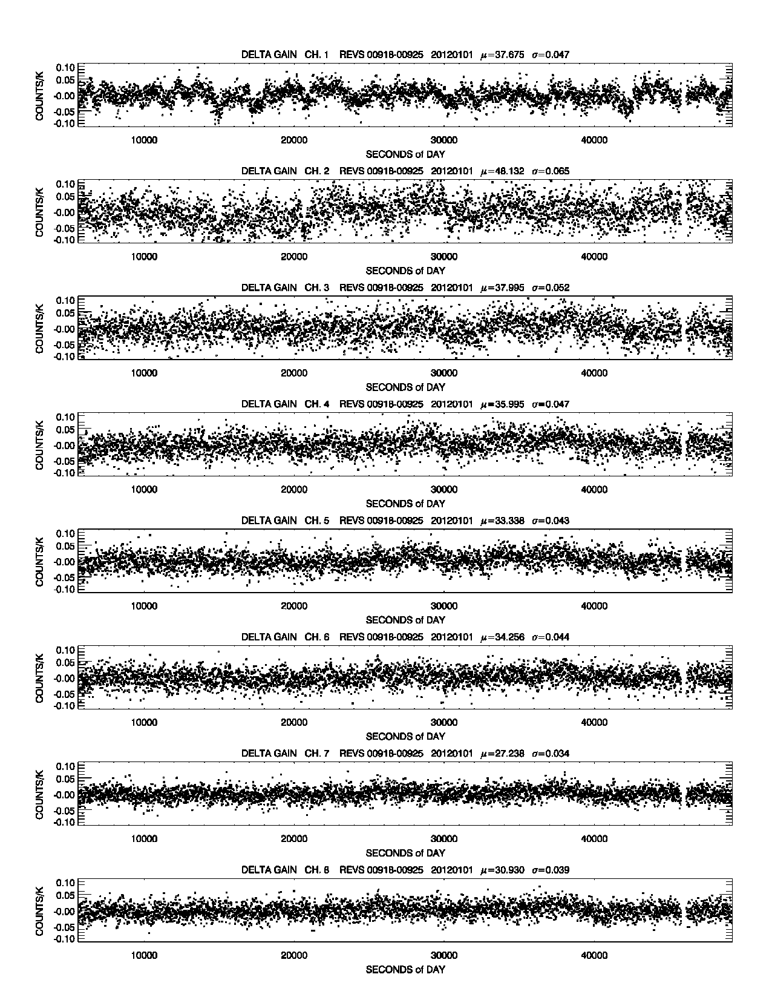 DELTA GAIN CH. 1 REVS 00918-00925 20120101 μ=37.675 σ=0.047
0.10
0.05
-0.00
-0.05
-0.10
COUNTS/K
10000 20000 30000 40000
SECONDS of DAY
DELTA GAIN CH. 2 REVS 00918-00925 20120101 μ=48.132 σ=0.065
0.10
0.05
-0.00
-0.05
-0.10
COUNTS/K
10000 20000 30000 40000
SECONDS of DAY
DELTA GAIN CH. 3 REVS 00918-00925 20120101 μ=37.995 σ=0.052
0.10
0.05
-0.00
-0.05
-0.10
COUNTS/K
10000 20000 30000 40000
SECONDS of DAY
DELTA GAIN CH. 4 REVS 00918-00925 20120101 μ=35.995 σ=0.047
0.10
0.05
-0.00
-0.05
-0.10
COUNTS/K
10000 20000 30000 40000
SECONDS of DAY
DELTA GAIN CH. 5 REVS 00918-00925 20120101 μ=33.338 σ=0.043
0.10
0.05
-0.00
-0.05
-0.10
COUNTS/K
10000 20000 30000 40000
SECONDS of DAY
DELTA GAIN CH. 6 REVS 00918-00925 20120101 μ=34.256 σ=0.044
0.10
0.05
-0.00
-0.05
-0.10
COUNTS/K
10000 20000 30000 40000
SECONDS of DAY
DELTA GAIN CH. 7 REVS 00918-00925 20120101 μ=27.238 σ=0.034
0.10
0.05
-0.00
-0.05
-0.10
COUNTS/K
10000 20000 30000 40000
SECONDS of DAY
DELTA GAIN CH. 8 REVS 00918-00925 20120101 μ=30.930 σ=0.039
0.10
0.05
-0.00
-0.05
-0.10
COUNTS/K
10000 20000 30000 40000
SECONDS of DAY